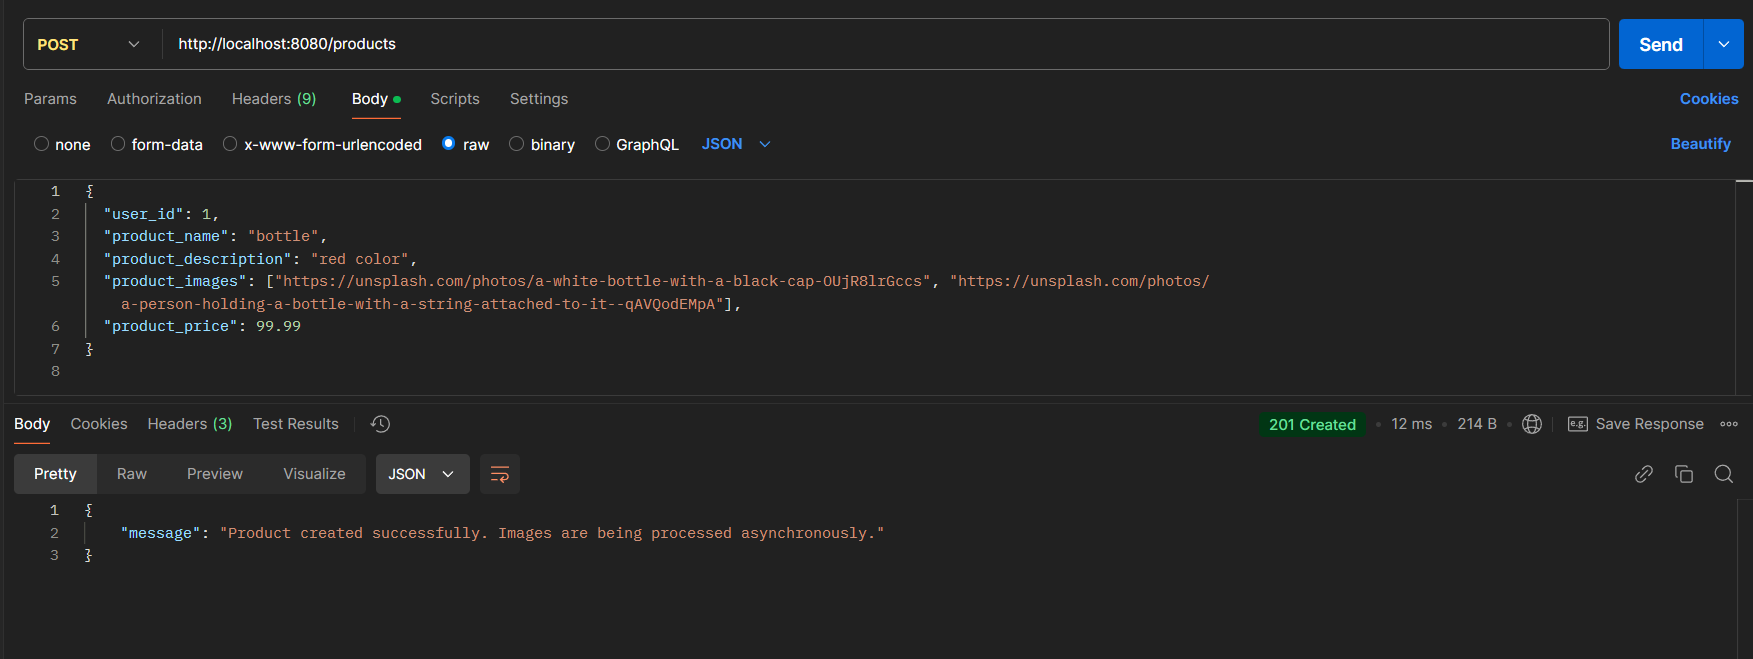 POST http://localhost:8080/products Send
Params Authorization Headers (9) Body Scripts Settings Cookies
none form-data x-www-form-urlencoded raw binary GraphQL JSON Beautify
1 {
2 "user_id": 1,
3 "product_name": "bottle",
4 "product_description": "red color",
5 "product_images": ["https://unsplash.com/photos/a-white-bottle-with-a-black-cap-OUjR8lrGccs", "https://unsplash.com/photos/
a-person-holding-a-bottle-with-a-string-attached-to-it--qAVQodEMpA"],
6 "product_price": 99.99
7 }
8
Body Cookies Headers (3) Test Results 201 Created • 12 ms • 214 B • e.g. Save Response
Pretty Raw Preview Visualize JSON
1 {
2 "message": "Product created successfully. Images are being processed asynchronously."
3 }